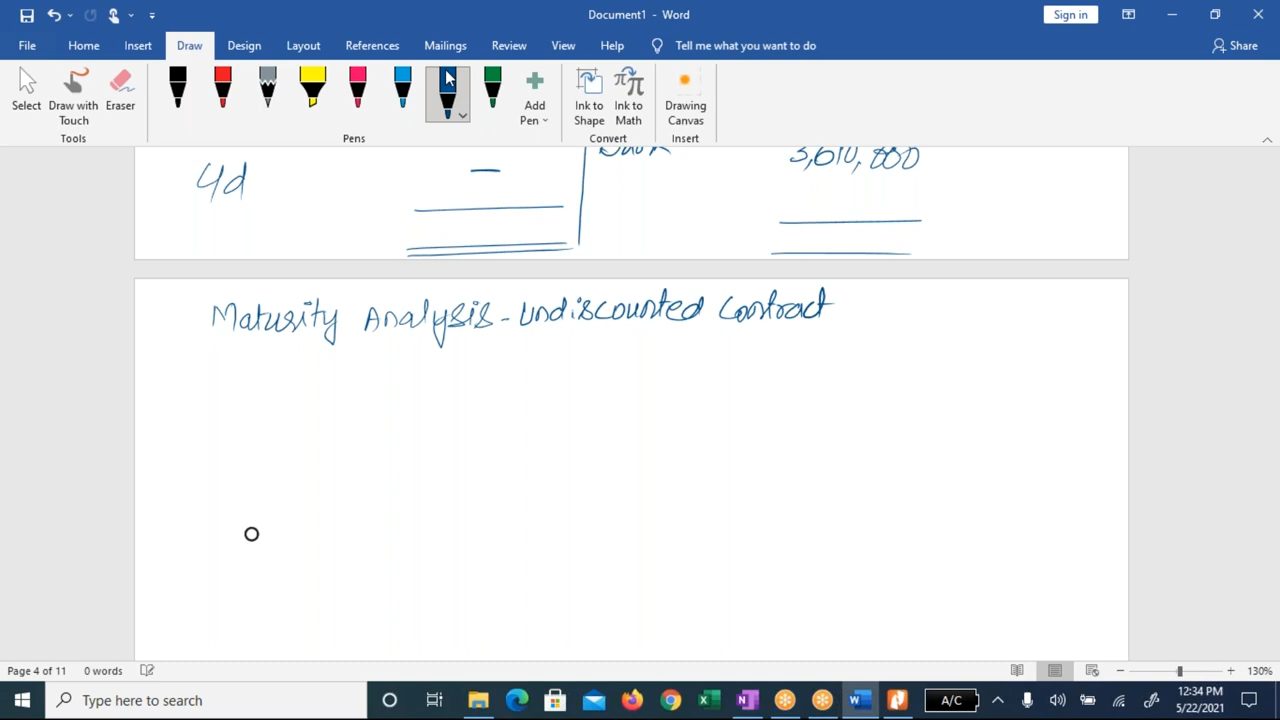 Document1 - Word
Sign in
File Home Insert Draw Design Layout References Mailings Review View Help Tell me what you want to do Share
Select Draw with Touch Eraser Add Pen Ink to Shape Ink to Math Drawing Canvas
Tools Pens Convert Insert
3,610,000
4d
Maturity Analysis - Undiscounted Contract
Page 4 of 11 0 words 130%
Type here to search A/C 12:34 PM
5/22/2021